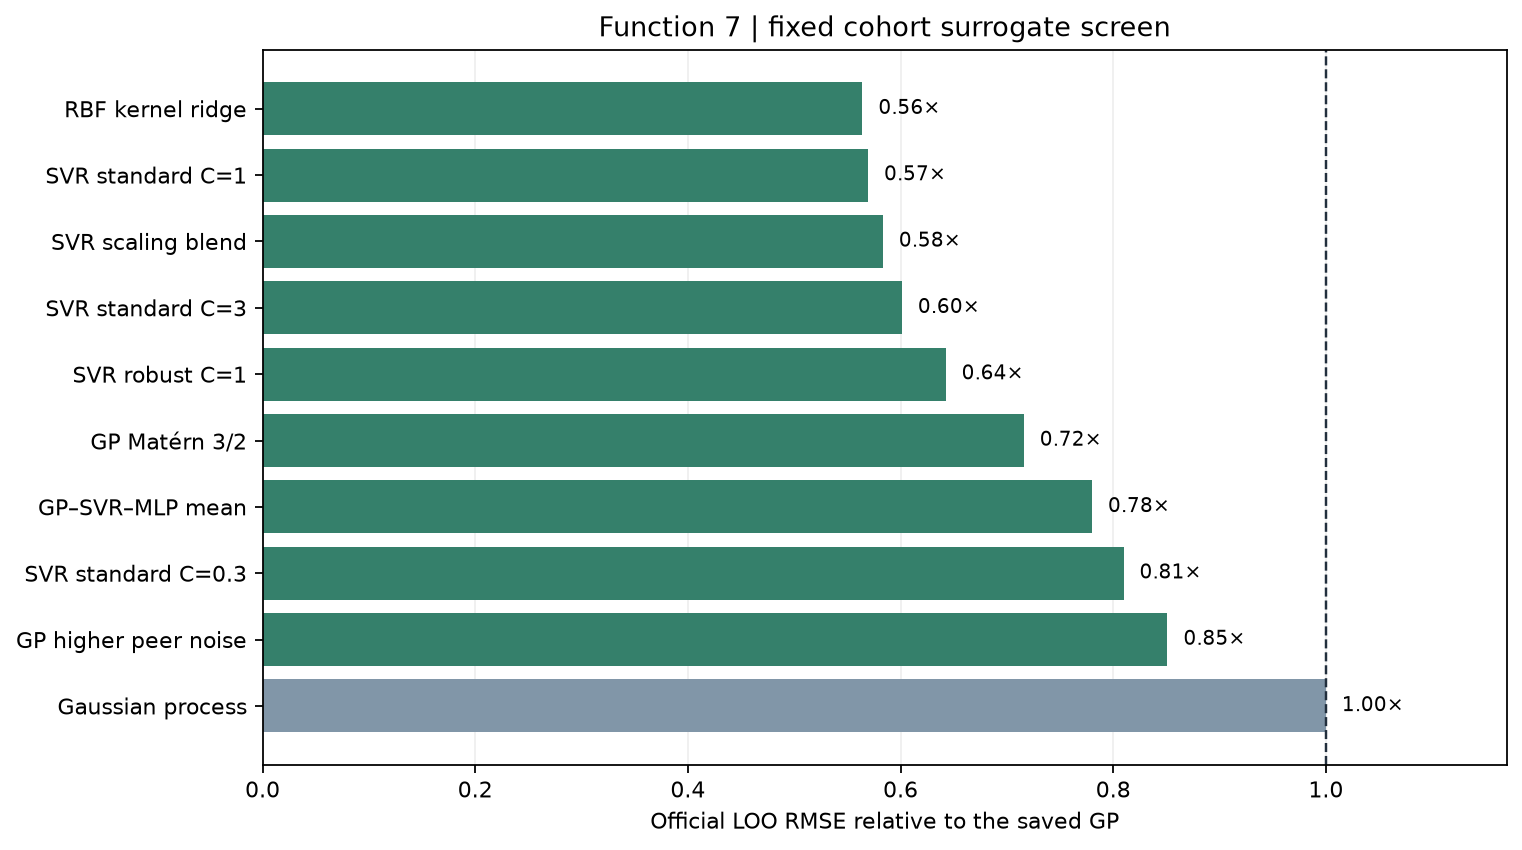 Function 7 | fixed cohort surrogate screen
RBF kernel ridge 0.56×
SVR standard C=1 0.57×
SVR scaling blend 0.58×
SVR standard C=3 0.60×
SVR robust C=1 0.64×
GP Matérn 3/2 0.72×
GP–SVR–MLP mean 0.78×
SVR standard C=0.3 0.81×
GP higher peer noise 0.85×
Gaussian process 1.00×
0.0 0.2 0.4 0.6 0.8 1.0
Official LOO RMSE relative to the saved GP